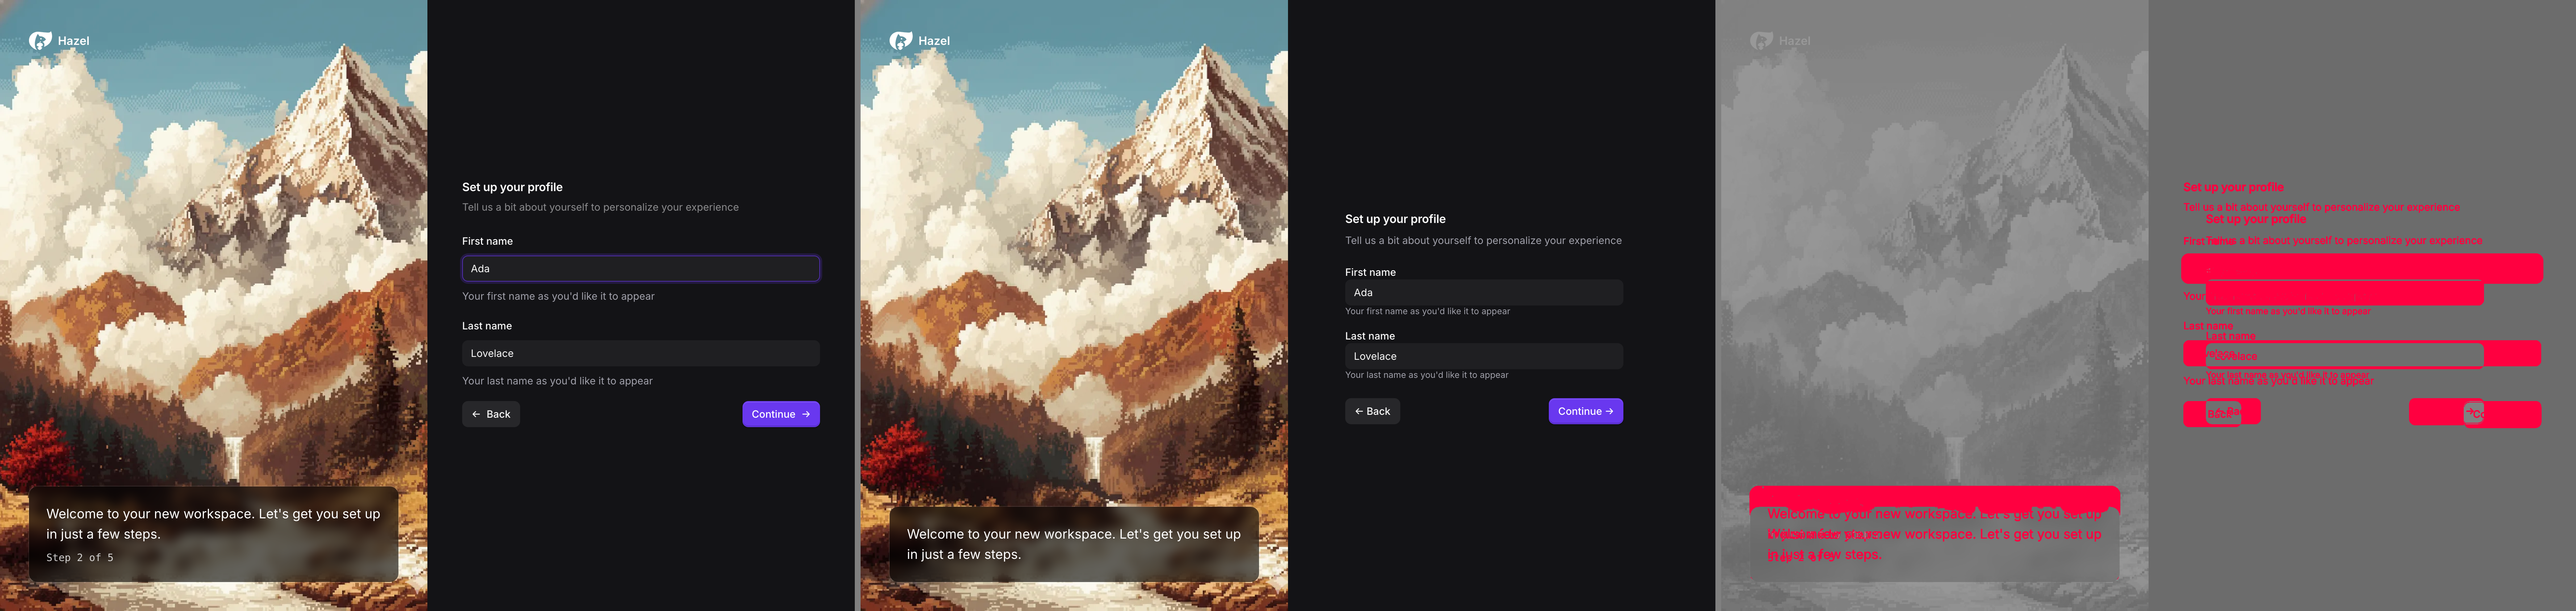 Hazel
Set up your profile
Tell us a bit about yourself to personalize your experience
First name
Ada
Your first name as you'd like it to appear
Last name
Lovelace
Your last name as you'd like it to appear
← Back
Continue →
Welcome to your new workspace. Let's get you set up
in just a few steps.
Step 2 of 5
Hazel
Set up your profile
Tell us a bit about yourself to personalize your experience
First name
Ada
Your first name as you'd like it to appear
Last name
Lovelace
Your last name as you'd like it to appear
← Back
Continue →
Welcome to your new workspace. Let's get you set up
in just a few steps.
Hazel
Set up your profile
Tell us a bit about yourself to personalize your experience
Set up your profile
First name
us a bit about yourself to personalize your experience
Your
Your first name as you'd like it to appear
Last name
Last name
Lovelace
Your last name as you'd like it to appear
Your last name as you'd like it to appear
Back
Welcome to your new workspace. Let's get you set up
Welcome to your new workspace. Let's get you set up
in just a few steps.